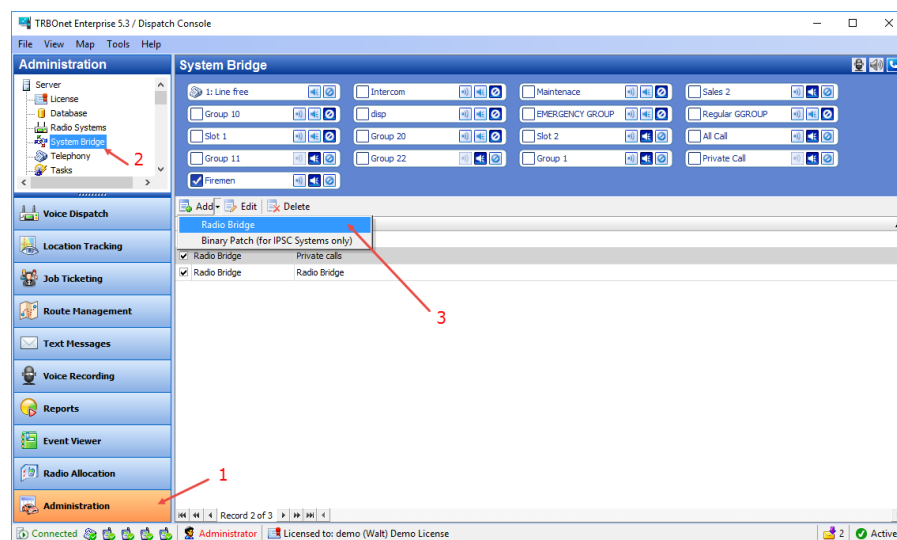 TRBOnet Enterprise 5.3 / Dispatch Console
File View Map Tools Help
Administration
System Bridge
Server
License
Database
Radio Systems
System Bridge
Telephony
Tasks
2
1: Line free
Intercom
Maintenace
Sales 2
Group 10
disp
EMERGENCY GROUP
Regular GGROUP
Slot 1
Group 20
Slot 2
All Call
Group 11
Group 22
Group 1
Private Call
Firemen
Add Edit Delete
Radio Bridge
Binary Patch (for IPSC Systems only)
Radio Bridge Private calls
Radio Bridge Radio Bridge
3
Voice Dispatch
Location Tracking
Job Ticketing
Route Management
Text Messages
Voice Recording
Reports
Event Viewer
Radio Allocation
1
Administration
Record 2 of 3
Connected
Administrator
Licensed to: demo (Walt) Demo License
2
Active